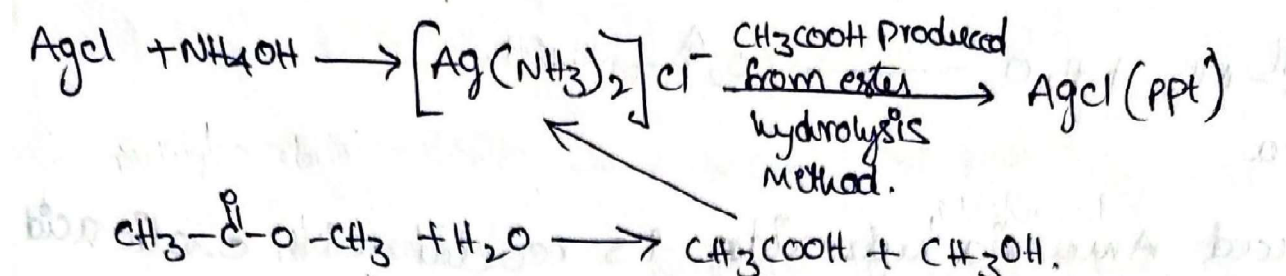 Agcl + NH4OH ⟶ [Ag(NH3)2]cl⁻ CH3COOH Produced from ester hydrolysis Method. ⟶ Agcl (ppt)
CH3-C(=O)-O-CH3 + H2O ⟶ CH3COOH + CH3OH.